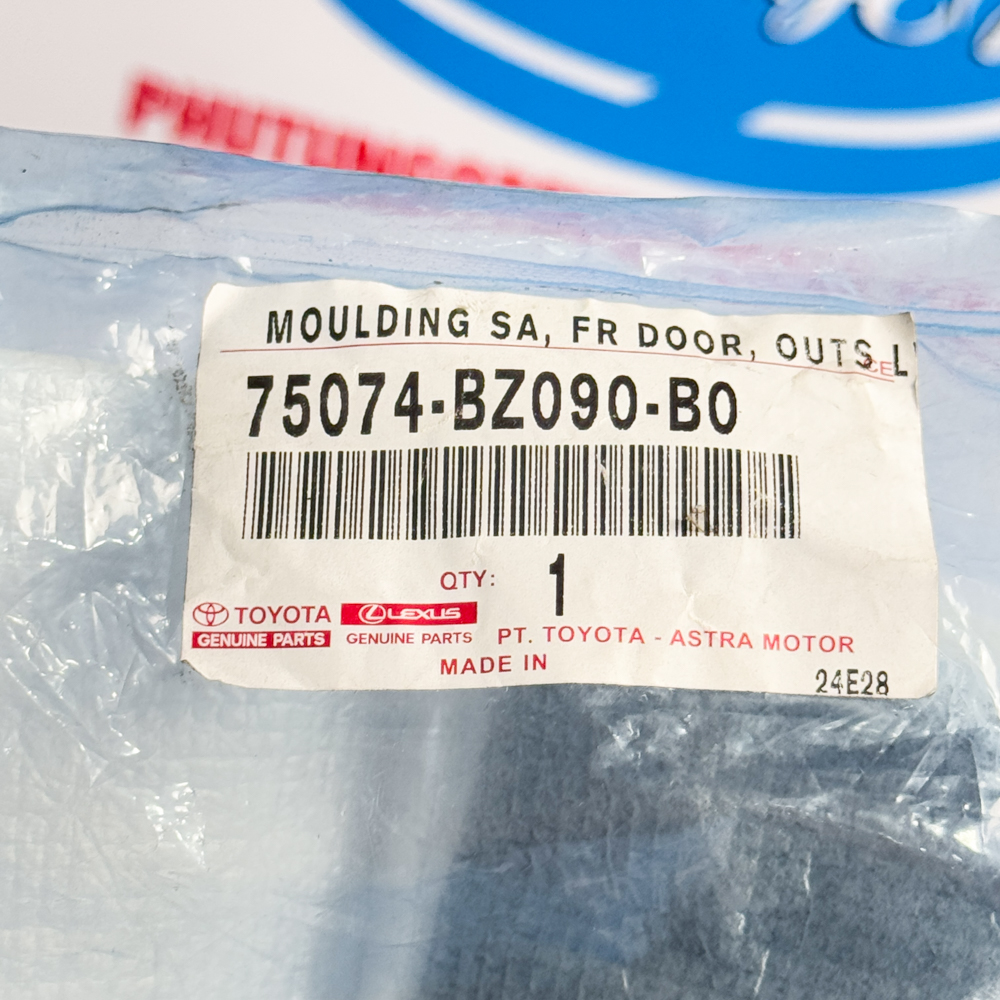 MOULDING SA, FR DOOR, OUTS L
CE
75074-BZ090-B0
QTY: 1
TOYOTA LEXUS
GENUINE PARTS GENUINE PARTS PT. TOYOTA - ASTRA MOTOR
MADE IN
24E28